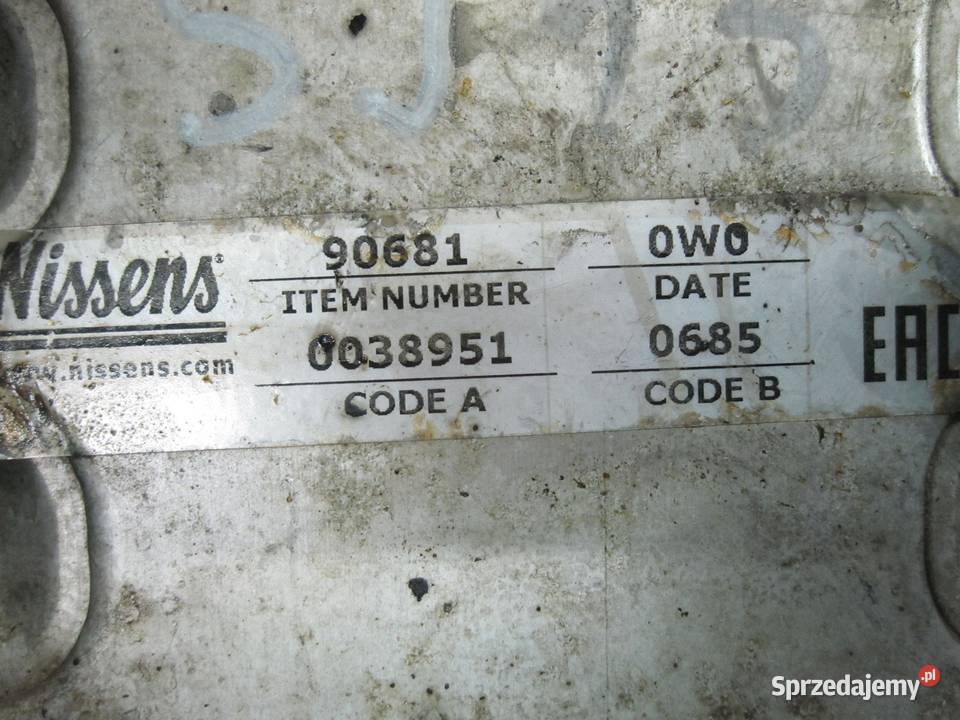 Nissens
www.nissens.com
90681
ITEM NUMBER
0038951
CODE A
0W0
DATE
0685
CODE B
EAC
Sprzedajemy.pl